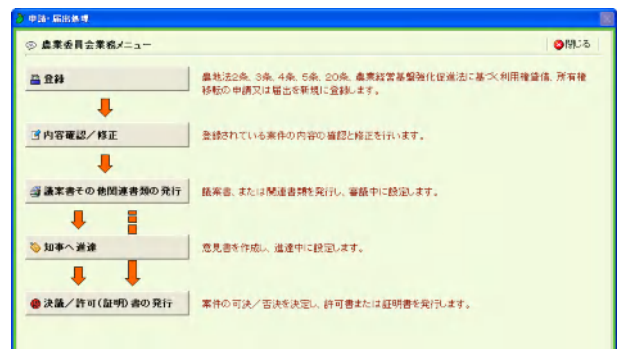 申請・届出処理
農業委員会業務メニュー
閉じる
登録
農地法2条、3条、4条、5条、20条、農業経営基盤強化促進法に基づく利用権貸借、所有権
移転の申請又は届出を新規に登録します。
内容確認／修正
登録されている案件の内容の確認と修正を行います。
議案書その他関連書類の発行
議案書、または関連書類を発行し、審議中に設定します。
知事へ進達
意見書を作成し、進達中に設定します。
決議／許可(証明)書の発行
案件の可決／否決を決定し、許可書または証明書を発行します。